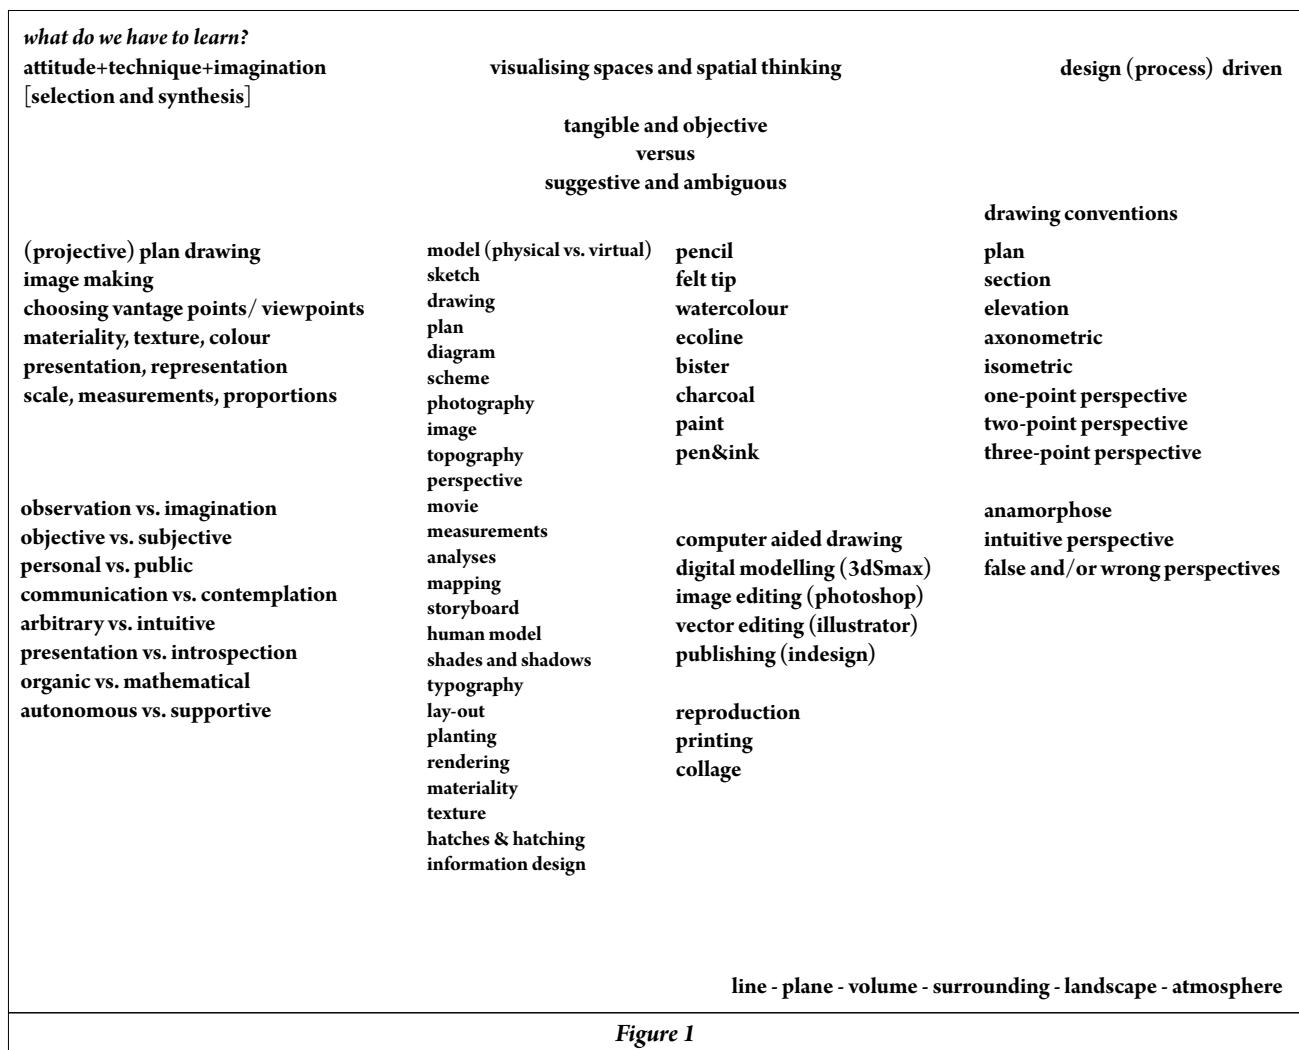 what do we have to learn?
attitude+technique+imagination
[selection and synthesis]
visualising spaces and spatial thinking
design (process) driven
tangible and objective
versus
suggestive and ambiguous
(projective) plan drawing
image making
choosing vantage points/ viewpoints
materiality, texture, colour
presentation, representation
scale, measurements, proportions
observation vs. imagination
objective vs. subjective
personal vs. public
communication vs. contemplation
arbitrary vs. intuitive
presentation vs. introspection
organic vs. mathematical
autonomous vs. supportive
model (physical vs. virtual)
sketch
drawing
plan
diagram
scheme
photography
image
topography
perspective
movie
measurements
analyses
mapping
storyboard
human model
shades and shadows
typography
lay-out
planting
rendering
materiality
texture
hatches & hatching
information design
pencil
felt tip
watercolour
ecoline
bister
charcoal
paint
pen&ink
computer aided drawing
digital modelling (3dSmax)
image editing (photoshop)
vector editing (illustrator)
publishing (indesign)
reproduction
printing
collage
drawing conventions
plan
section
elevation
axonometric
isometric
one-point perspective
two-point perspective
three-point perspective
anamorphose
intuitive perspective
false and/or wrong perspectives
line - plane - volume - surrounding - landscape - atmosphere
Figure 1